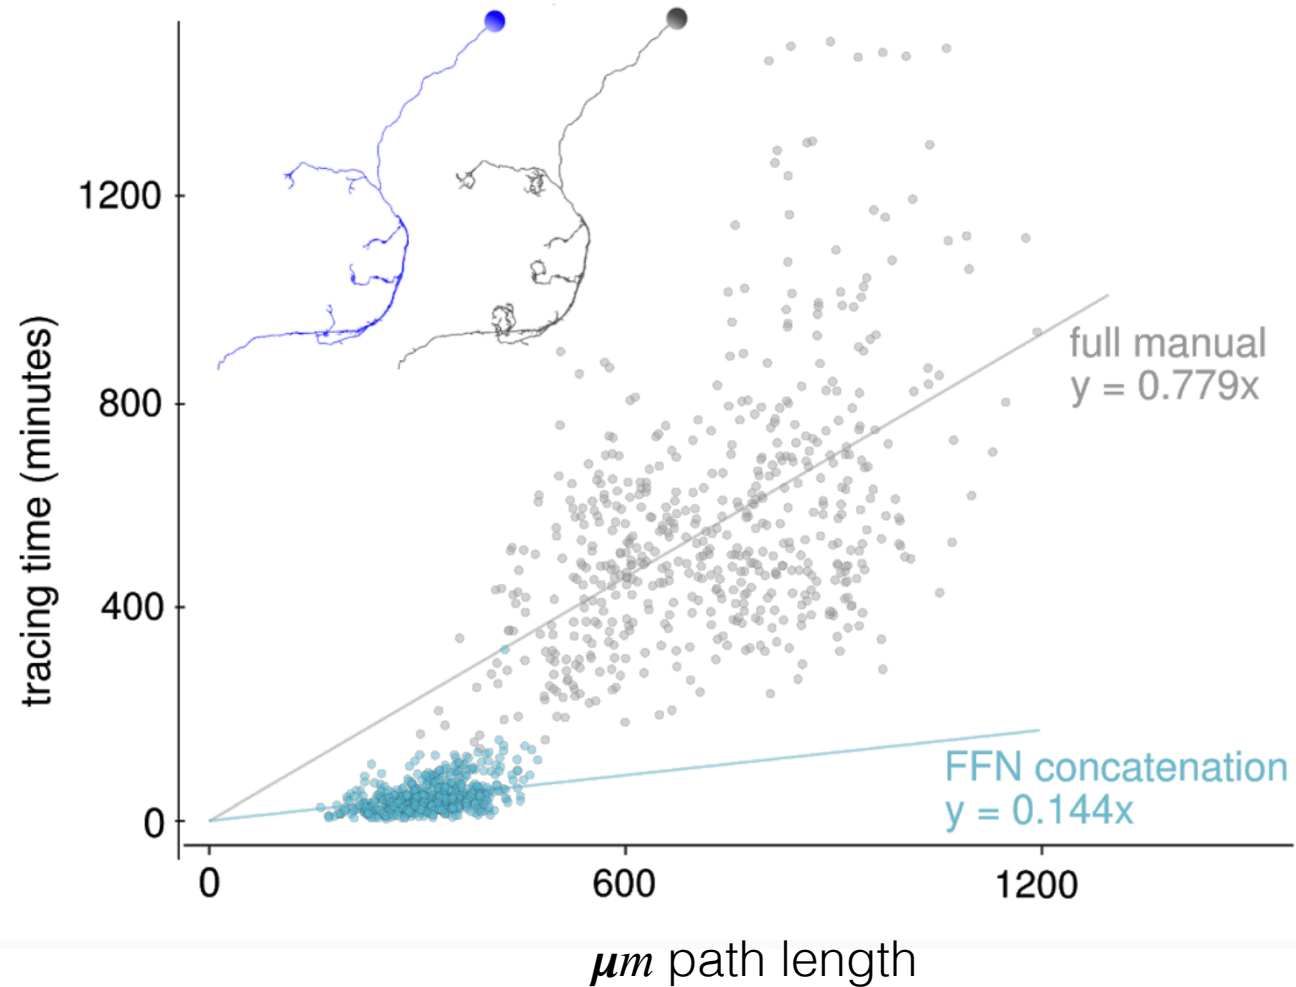 1200
800
400
0
tracing time (minutes)
full manual
y = 0.779x
FFN concatenation
y = 0.144x
0
600
1200
μm path length